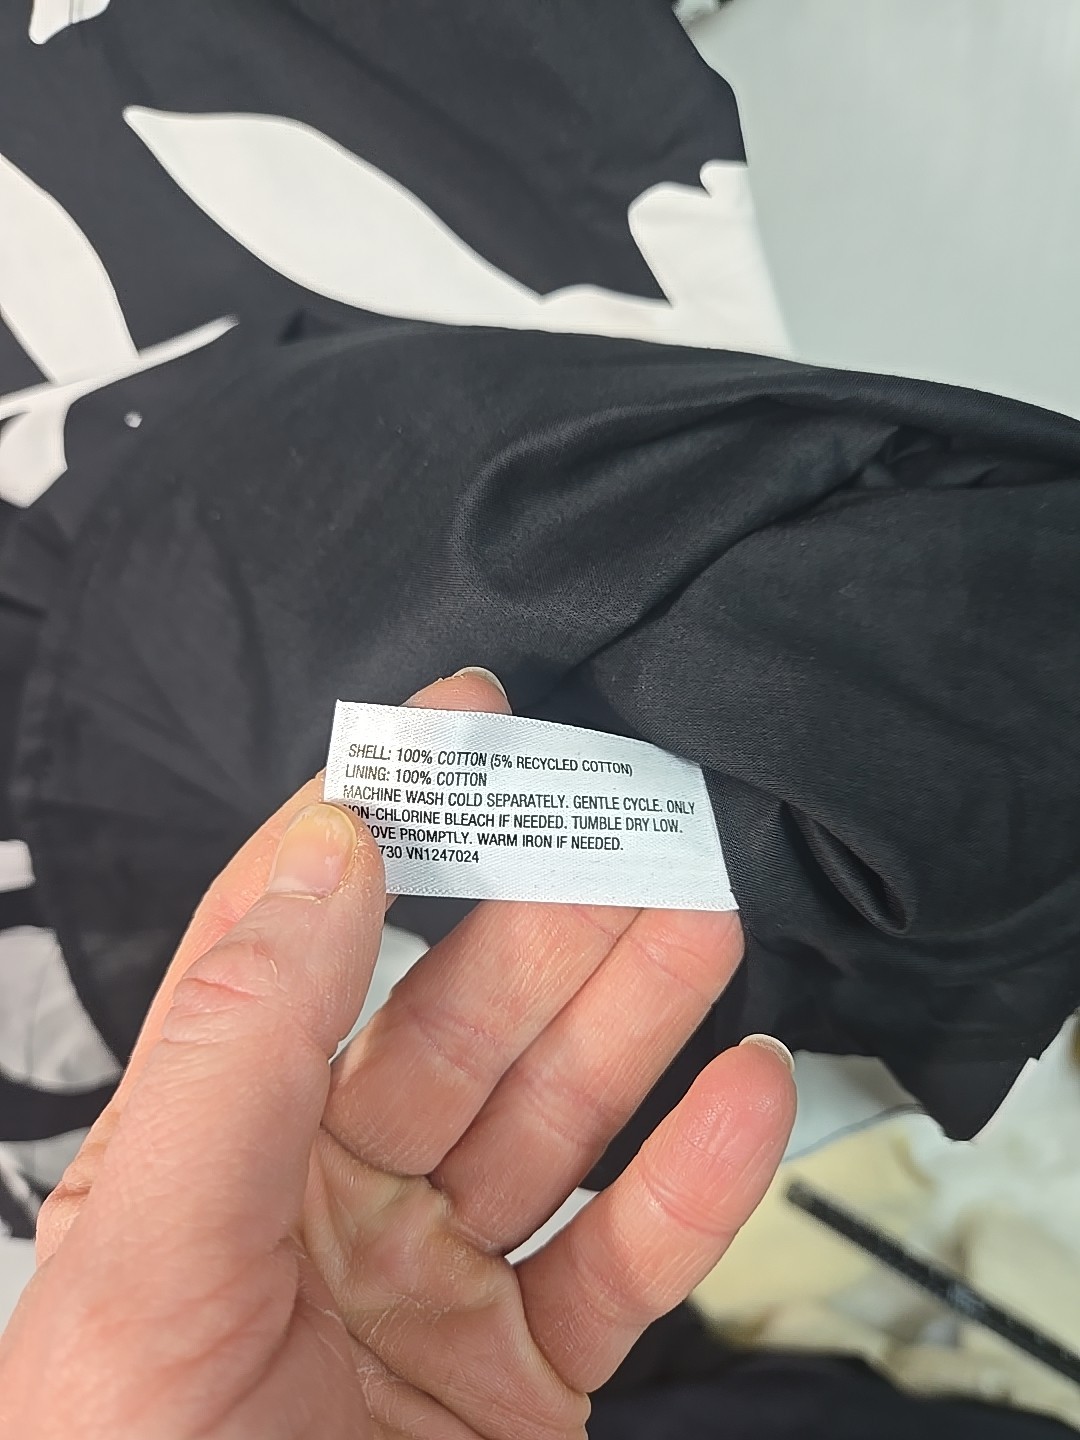 SHELL: 100% COTTON (5% RECYCLED COTTON)
LINING: 100% COTTON
MACHINE WASH COLD SEPARATELY. GENTLE CYCLE. ONLY
NON-CHLORINE BLEACH IF NEEDED. TUMBLE DRY LOW.
PROMPTLY. WARM IRON IF NEEDED.
VN1247024